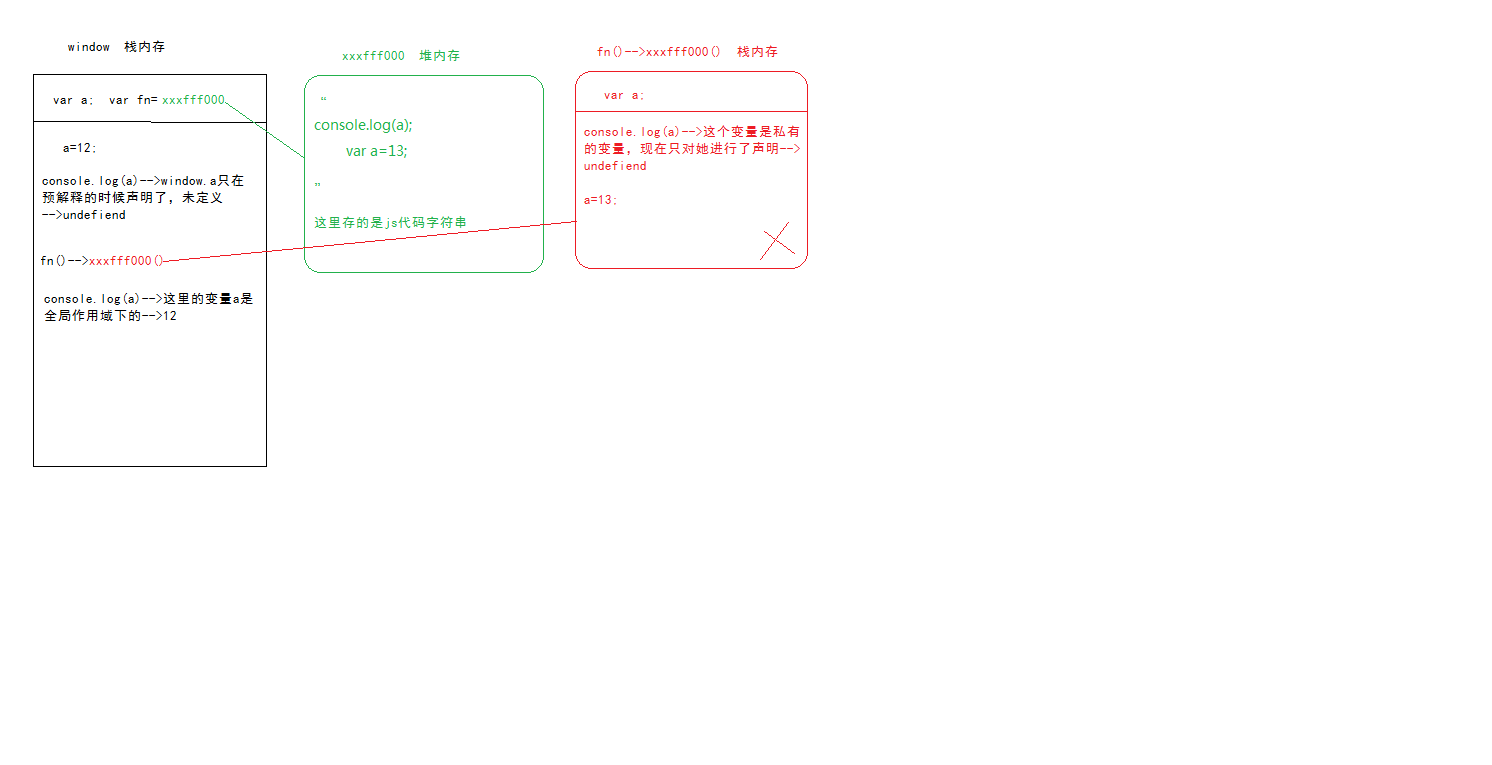 window 栈内存
var a; var fn= xxxfff000
a=12;
console.log(a)-->window.a只在
预解释的时候声明了，未定义
-->undefiend
fn()-->xxxfff000()
console.log(a)-->这里的变量a是
全局作用域下的-->12
xxxfff000 堆内存
“
console.log(a);
var a=13;
”
这里存的是js代码字符串
fn()-->xxxfff000() 栈内存
var a;
console.log(a)-->这个变量是私有
的变量，现在只对她进行了声明-->
undefiend
a=13;